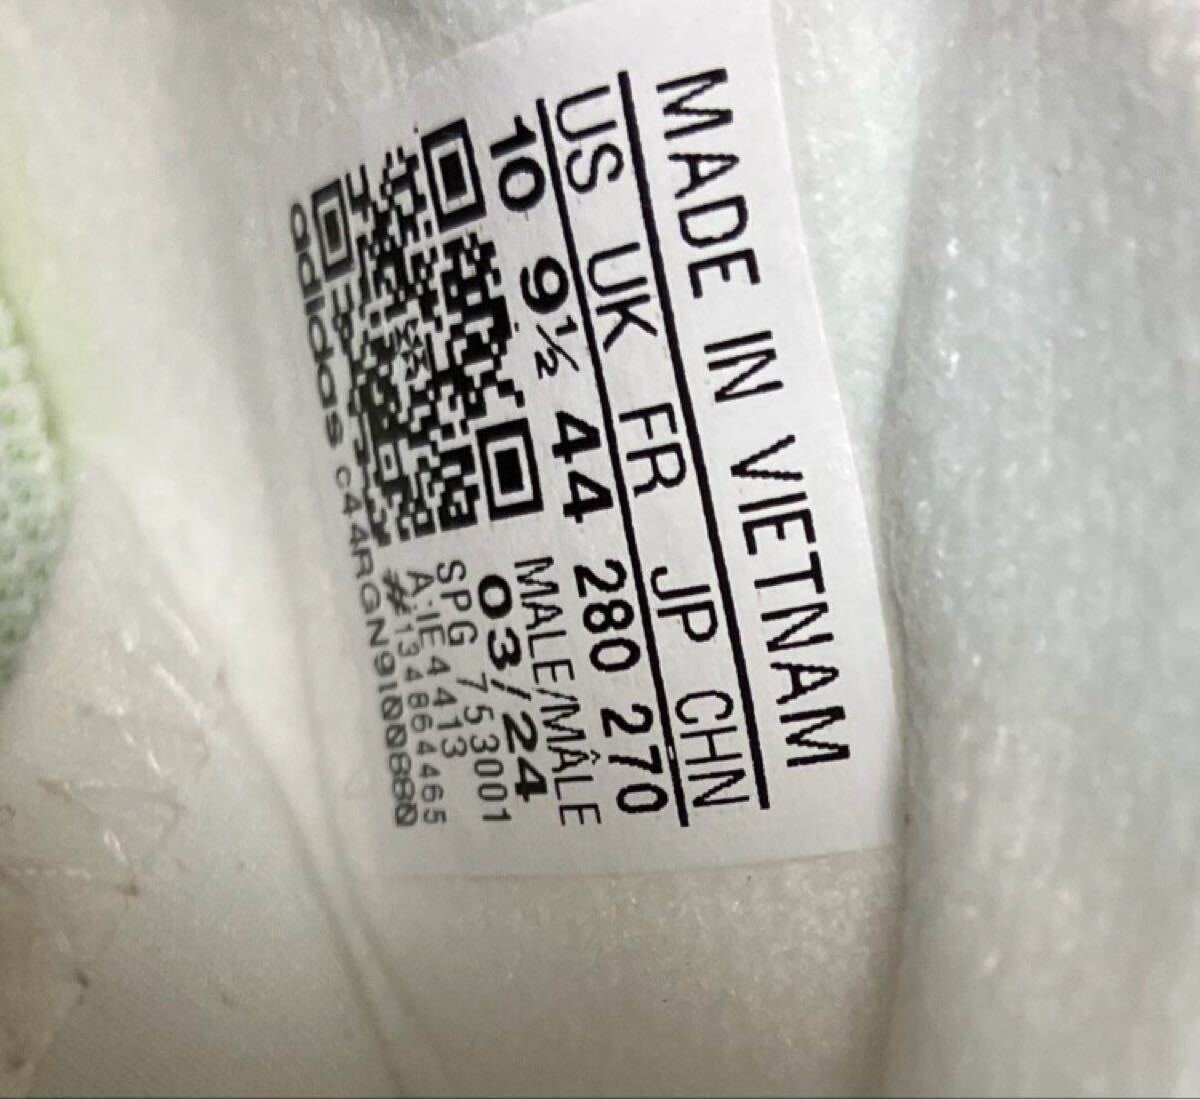 MADE IN VIETNAM
US UK FR JP CHN
10 9½ 44 280 270
MALE/MÂLE
03/24
SPG 753001
A:IE4413
#134864465
adidas c44RGN9100880